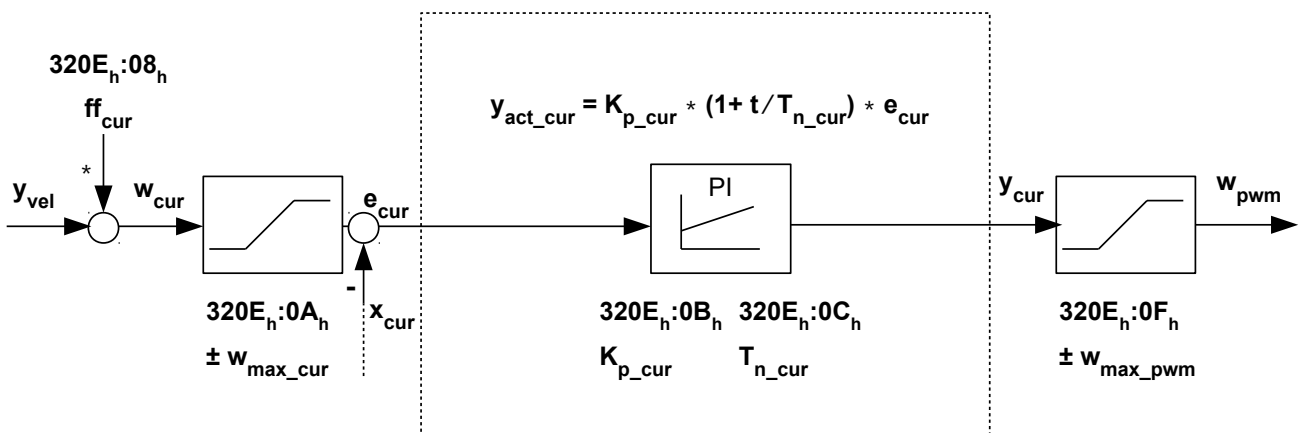 320E_h:08_h
ff_cur
y_act_cur = K_p_cur * (1+ t/T_n_cur) * e_cur
*
y_vel
w_cur
e_cur
PI
y_cur
w_pwm
-
x_cur
320E_h:0A_h
320E_h:0B_h 320E_h:0C_h
320E_h:0F_h
± w_max_cur
K_p_cur
T_n_cur
± w_max_pwm